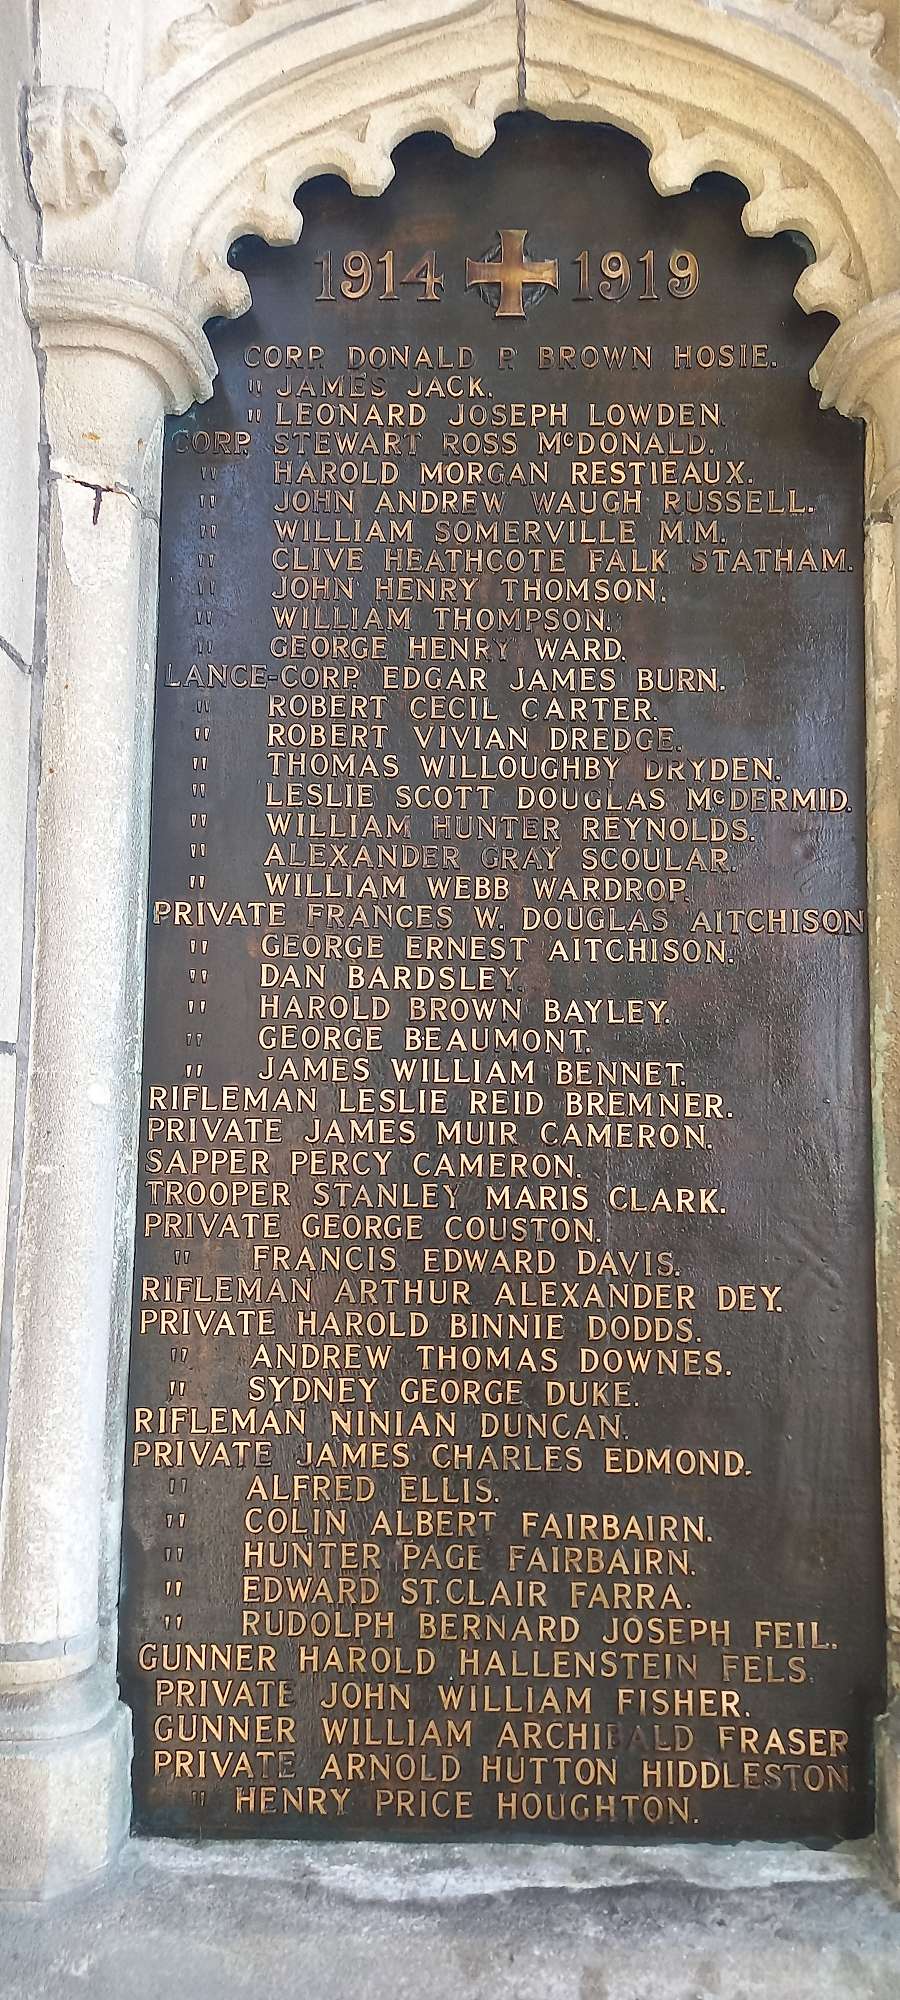 1914 1919
CORP. DONALD P. BROWN HOSIE.
" JAMES JACK.
" LEONARD JOSEPH LOWDEN.
CORP. STEWART ROSS McDONALD.
" HAROLD MORGAN RESTIEAUX.
" JOHN ANDREW WAUGH RUSSELL.
" WILLIAM SOMERVILLE M.M.
" CLIVE HEATHCOTE FALK STATHAM.
" JOHN HENRY THOMSON.
" WILLIAM THOMPSON.
" GEORGE HENRY WARD.
LANCE-CORP. EDGAR JAMES BURN.
" ROBERT CECIL CARTER.
" ROBERT VIVIAN DREDGE.
" THOMAS WILLOUGHBY DRYDEN.
" LESLIE SCOTT DOUGLAS McDERMID.
" WILLIAM HUNTER REYNOLDS.
" ALEXANDER GRAY SCOULAR.
" WILLIAM WEBB WARDROP.
PRIVATE FRANCES W. DOUGLAS AITCHISON
" GEORGE ERNEST AITCHISON.
" DAN BARDSLEY.
" HAROLD BROWN BAYLEY.
" GEORGE BEAUMONT.
" JAMES WILLIAM BENNET.
RIFLEMAN LESLIE REID BREMNER.
PRIVATE JAMES MUIR CAMERON.
SAPPER PERCY CAMERON.
TROOPER STANLEY MARIS CLARK.
PRIVATE GEORGE COUSTON.
" FRANCIS EDWARD DAVIS.
RIFLEMAN ARTHUR ALEXANDER DEY.
PRIVATE HAROLD BINNIE DODDS.
" ANDREW THOMAS DOWNES.
" SYDNEY GEORGE DUKE.
RIFLEMAN NINIAN DUNCAN.
PRIVATE JAMES CHARLES EDMOND.
" ALFRED ELLIS.
" COLIN ALBERT FAIRBAIRN.
" HUNTER PAGE FAIRBAIRN.
" EDWARD ST. CLAIR FARRA.
" RUDOLPH BERNARD JOSEPH FEIL.
GUNNER HAROLD HALLENSTEIN FELS.
PRIVATE JOHN WILLIAM FISHER.
GUNNER WILLIAM ARCHIBALD FRASER
PRIVATE ARNOLD HUTTON HIDDLESTON.
" HENRY PRICE HOUGHTON.